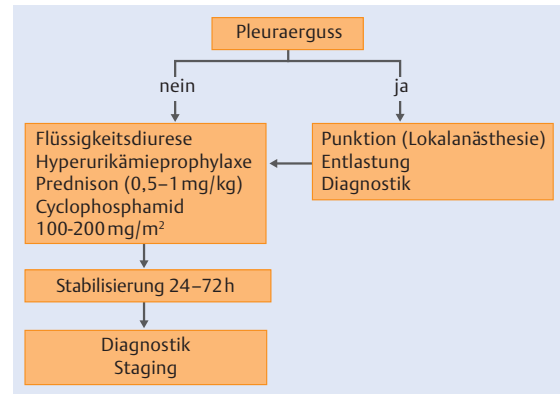 Pleuraerguss
nein
ja
Flüssigkeitsdiurese
Hyperurikämieprophylaxe
Prednison (0,5–1 mg/kg)
Cyclophosphamid
100-200 mg/m²
Punktion (Lokalanästhesie)
Entlastung
Diagnostik
Stabilisierung 24–72 h
Diagnostik
Staging